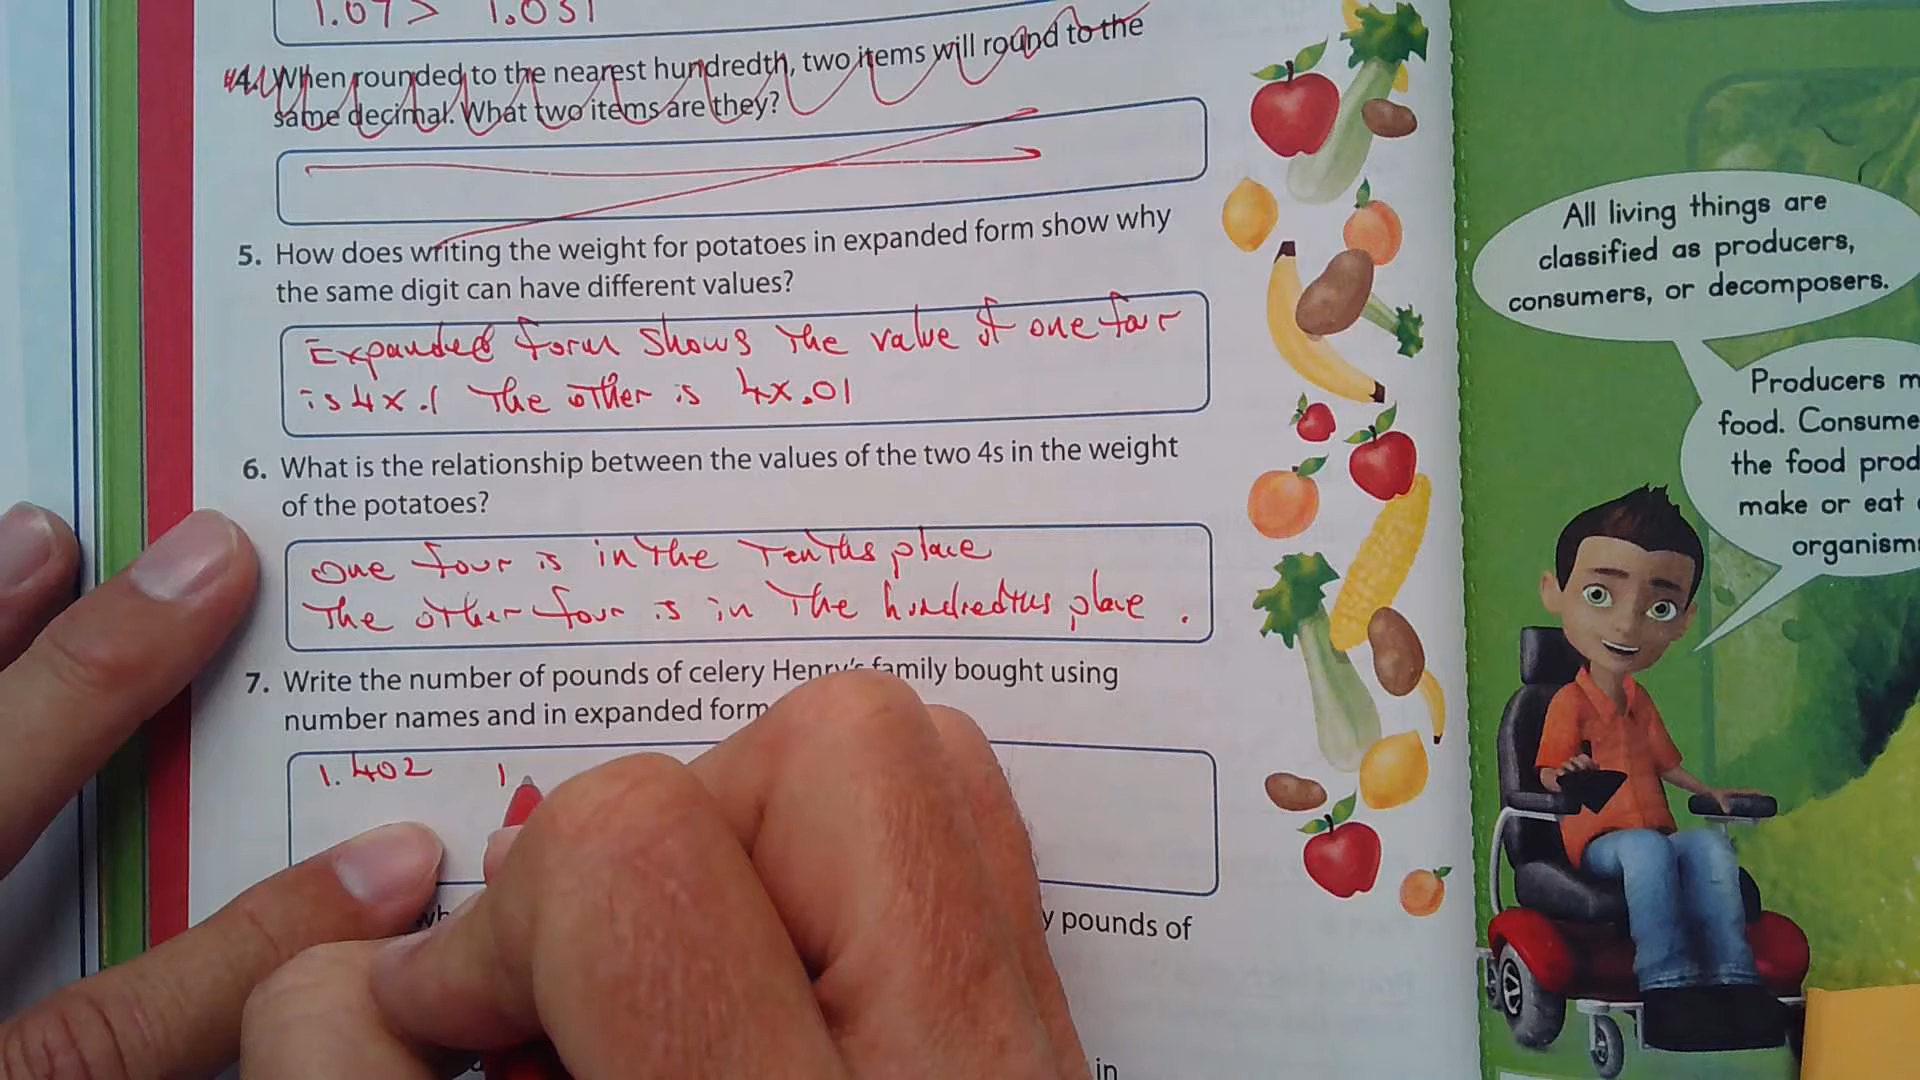 1.07 > 1.031
4. When rounded to the nearest hundredth, two items will round to the
same decimal. What two items are they?
5. How does writing the weight for potatoes in expanded form show why
the same digit can have different values?
Expanded form shows the value of one four
is 4x.1 The other is 4x.01
6. What is the relationship between the values of the two 4s in the weight
of the potatoes?
One four is in the Tenths place
The other four is in The hundredths place.
7. Write the number of pounds of celery Henry's family bought using
number names and in expanded form
1.402 1
y pounds of
in
All living things are
classified as producers,
consumers, or decomposers.
Producers m
food. Consume
the food prod
make or eat
organism